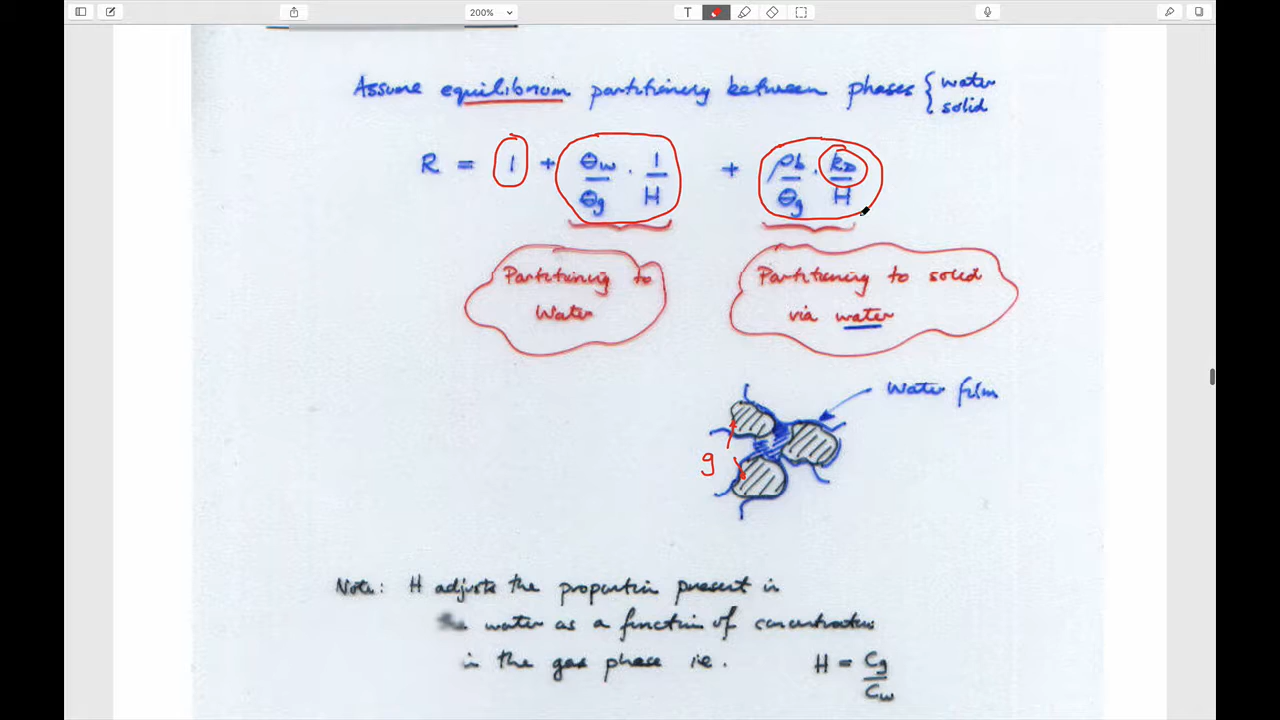 200%
T
Assume equilibrium partitioning between phases { water
solid
R = 1 + θw/θg · 1/H + ρb/θg · kD/H
Partitioning to
Water
Partitioning to solid
via water
Water film
g
Note: H adjusts the proportion present in
the water as a function of concentration
in the gas phase ie. H = Cg/Cw